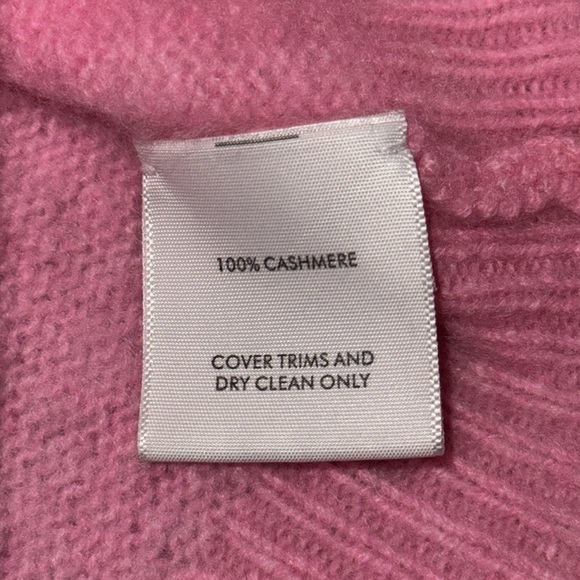 100% CASHMERE
COVER TRIMS AND
DRY CLEAN ONLY